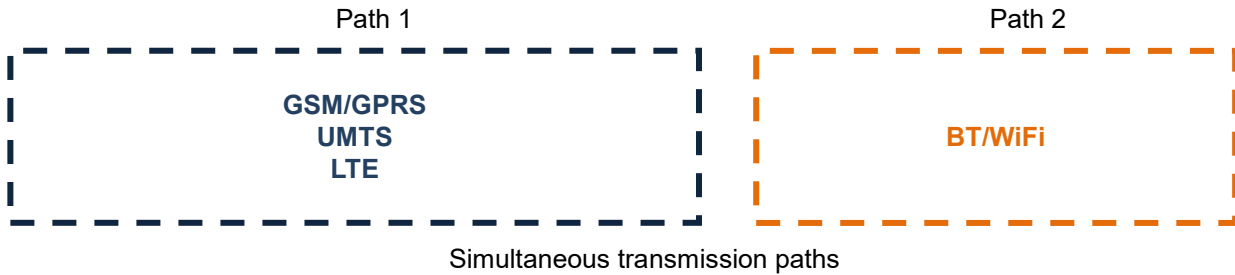 Path 1
Path 2
GSM/GPRS
UMTS
LTE
BT/WiFi
Simultaneous transmission paths